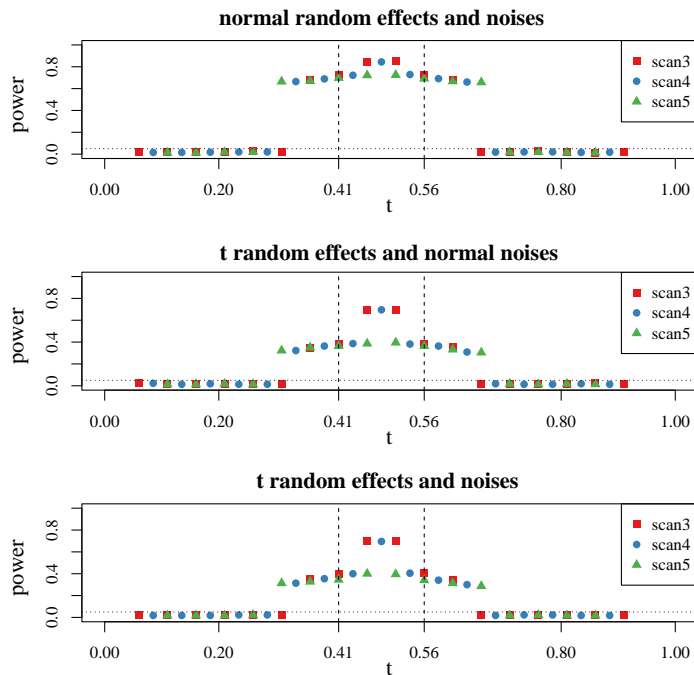 normal random effects and noises
power
0.0
0.4
0.8
scan3
scan4
scan5
0.00
0.20
0.41
0.56
0.80
1.00
t
t random effects and normal noises
power
0.0
0.4
0.8
scan3
scan4
scan5
0.00
0.20
0.41
0.56
0.80
1.00
t
t random effects and noises
power
0.0
0.4
0.8
scan3
scan4
scan5
0.00
0.20
0.41
0.56
0.80
1.00
t